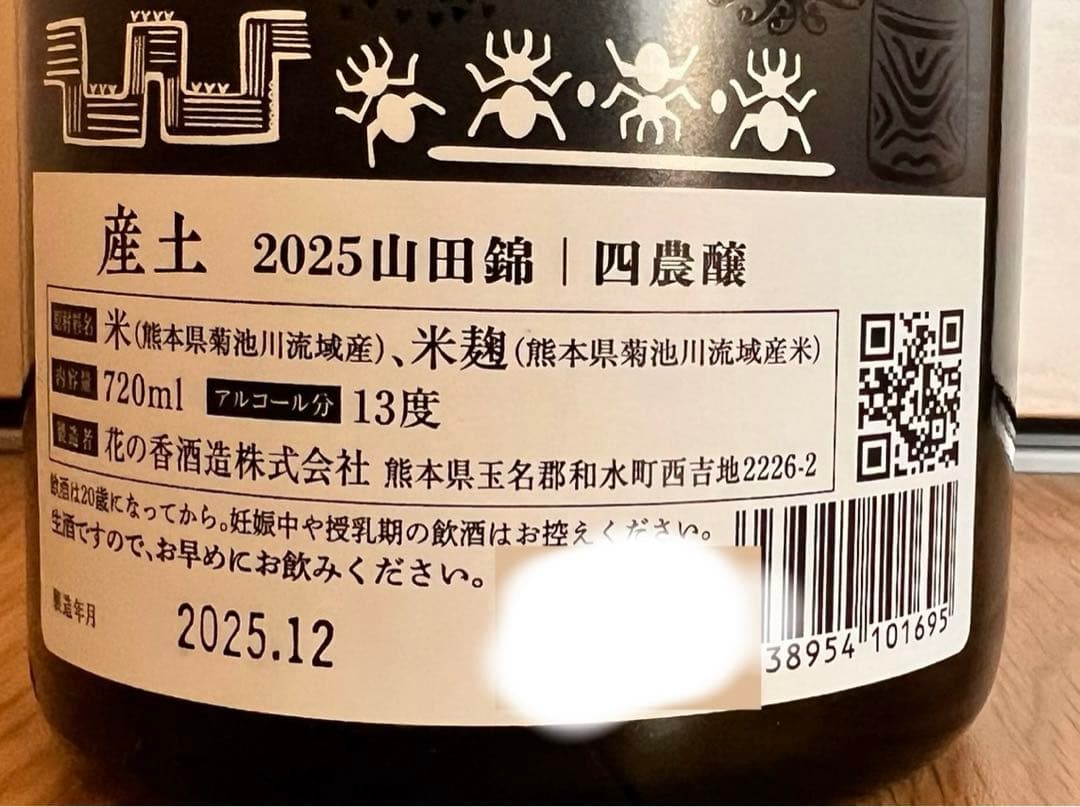 産土 2025山田錦｜四農醸
原材料名 米(熊本県菊池川流域産)、米麹(熊本県菊池川流域産米)
内容量 720ml アルコール分 13度
製造者 花の香酒造株式会社 熊本県玉名郡和水町西吉地2226-2
飲酒は20歳になってから。妊娠中や授乳期の飲酒はお控えください。
生酒ですので、お早めにお飲みください。
製造年月 2025.12
38954 101695